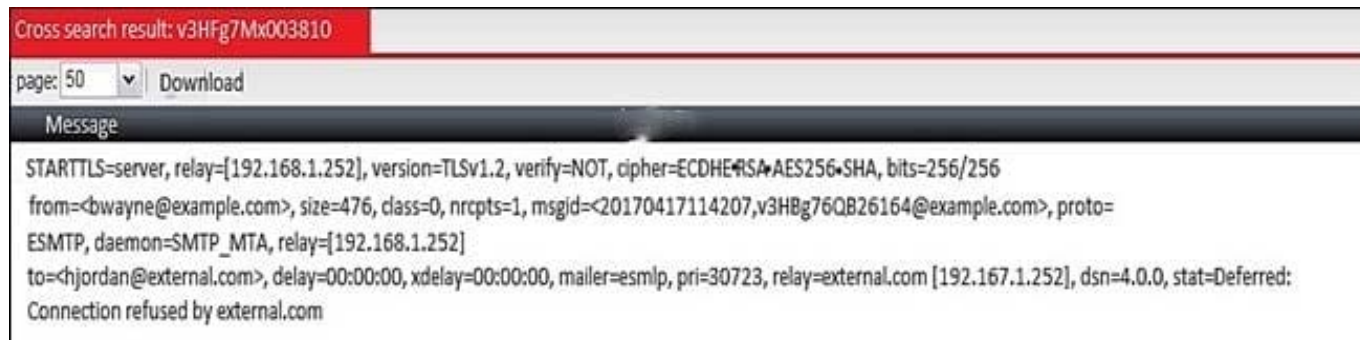 Cross search result: v3HFg7Mx003810
page: 50 Download
Message
STARTTLS=server, relay=[192.168.1.252], version=TLSv1.2, verify=NOT, cipher=ECDHE-RSA-AES256-SHA, bits=256/256
from=<bwayne@example.com>, size=476, class=0, nrcpts=1, msgid=<20170417114207,v3HBg76QB26164@example.com>, proto=
ESMTP, daemon=SMTP_MTA, relay=[192.168.1.252]
to=<hjordan@external.com>, delay=00:00:00, xdelay=00:00:00, mailer=esmlp, pri=30723, relay=external.com [192.167.1.252], dsn=4.0.0, stat=Deferred:
Connection refused by external.com